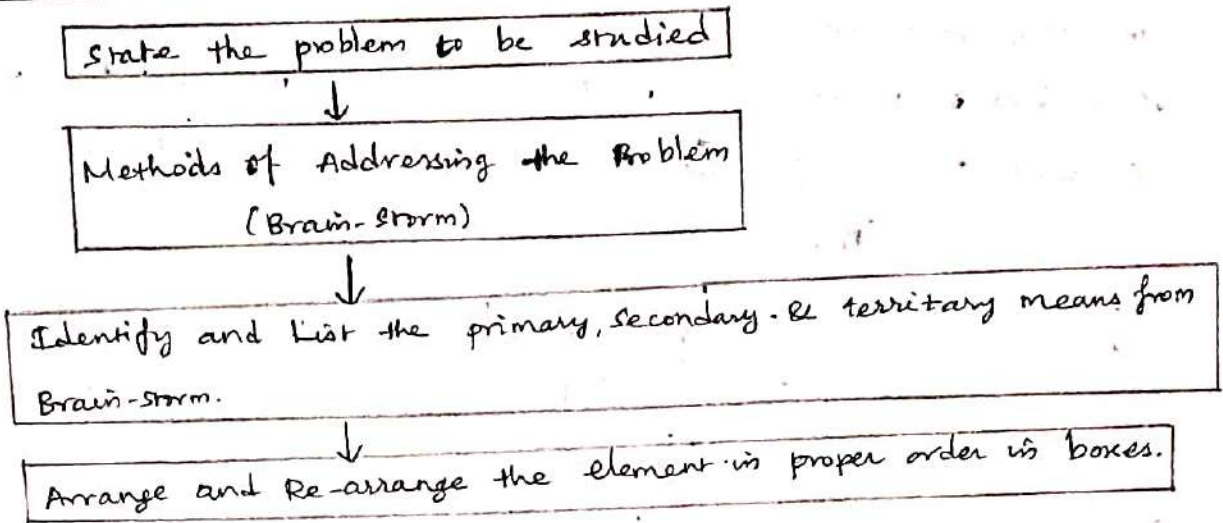 State the problem to be studied
Methods of Addressing the Problem
(Brain-Storm)
Identify and List the primary, secondary. & territary means from
Brain-storm.
Arrange and Re-arrange the element in proper order in boxes.